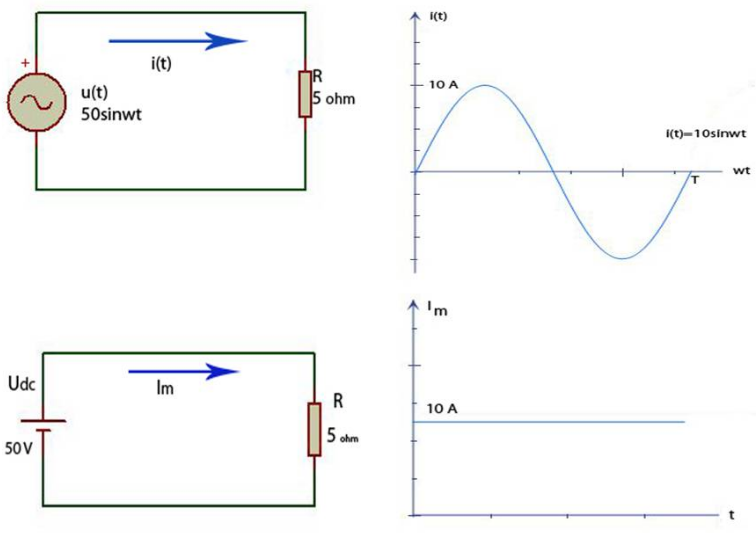 +
u(t)
50sinwt
i(t)
R
5 ohm
i(t)
10 A
i(t)=10sinwt
wt
T
Udc
50V
Im
R
5 ohm
Im
10 A
t